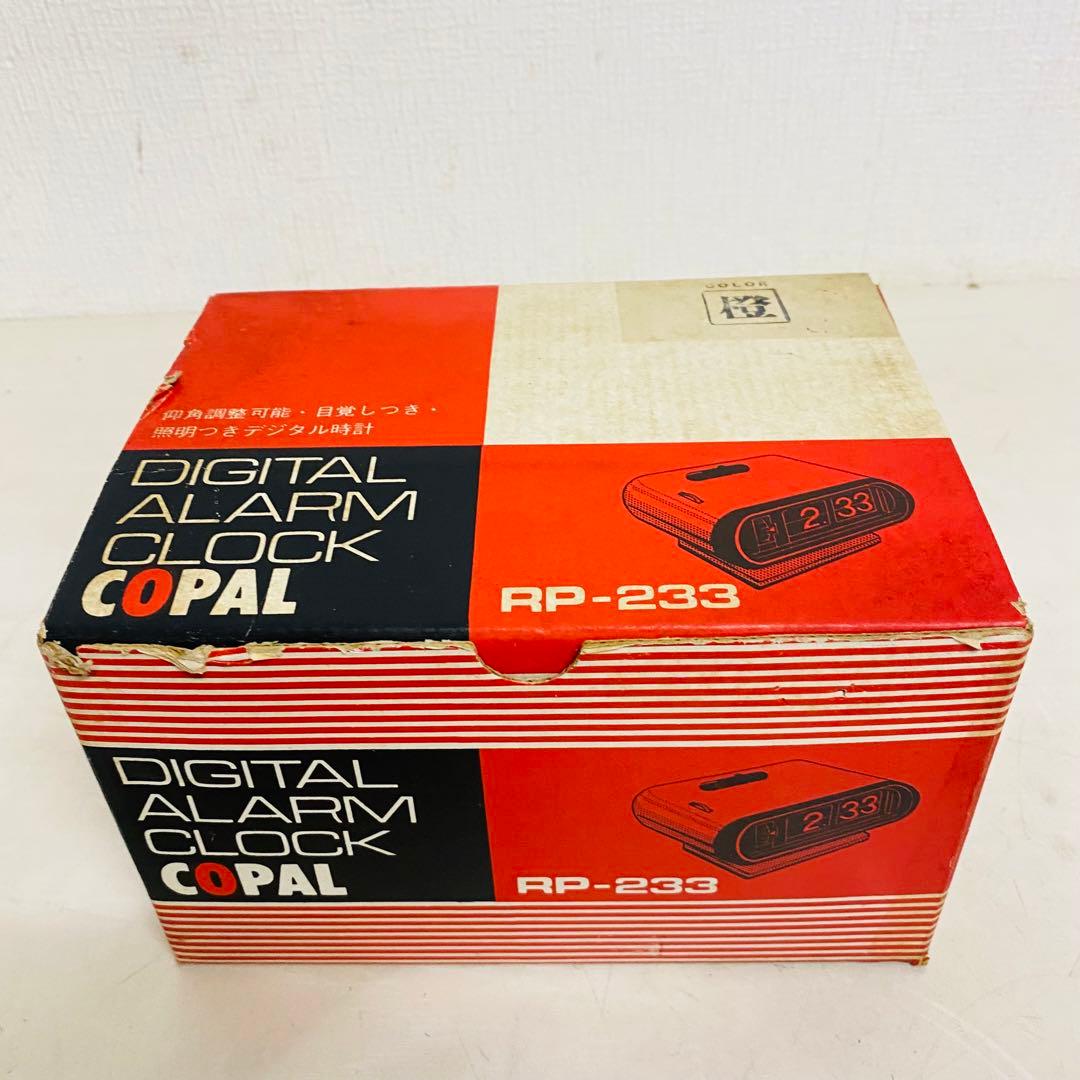 COLOR
橙
仰角調整可能・目覚しつき・
照明つきデジタル時計
DIGITAL
ALARM
CLOCK
COPAL
2 33
RP-233
DIGITAL
ALARM
CLOCK
COPAL
2 33
RP-233